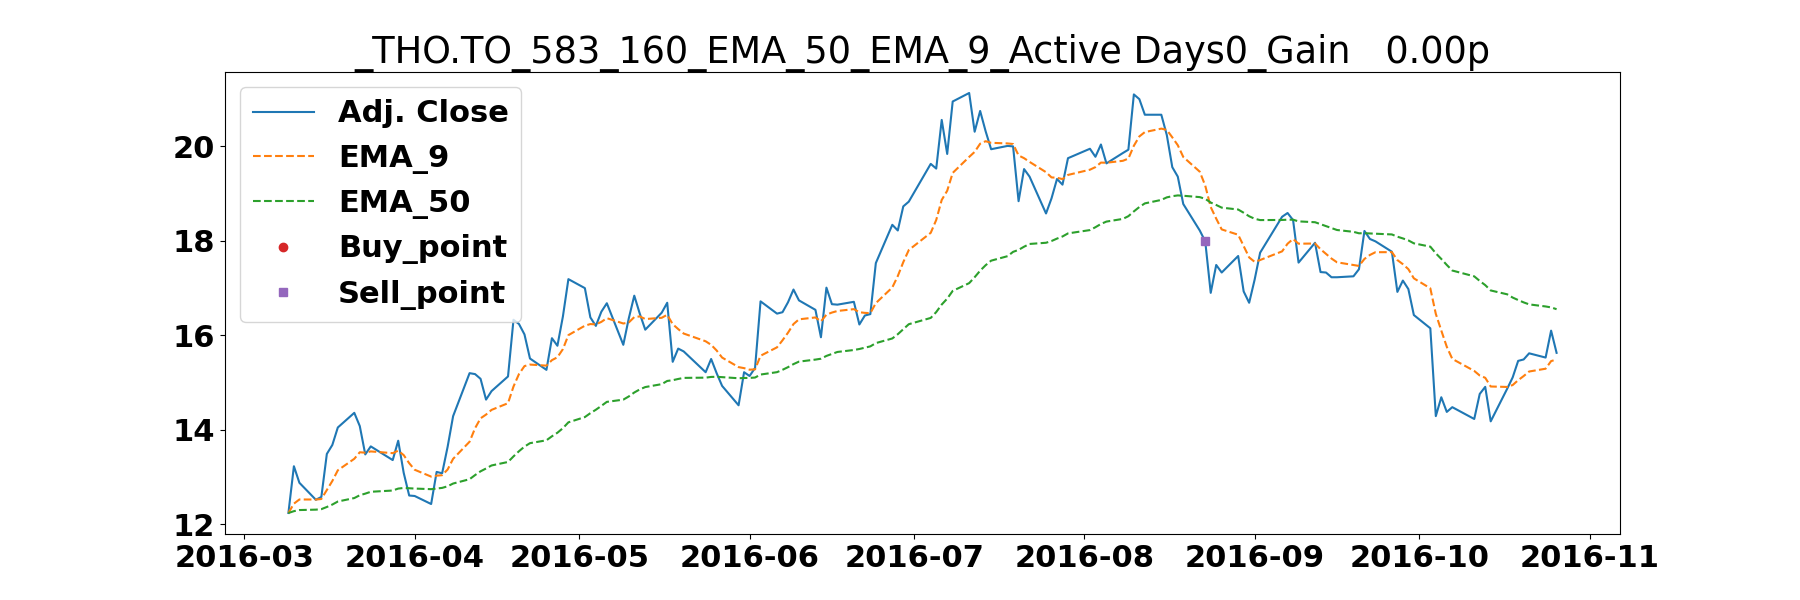 _THO.TO_583_160_EMA_50_EMA_9_Active Days0_Gain   0.00p
Adj. Close
EMA_9
EMA_50
Buy_point
Sell_point
20
18
16
14
12
2016-03 2016-04 2016-05 2016-06 2016-07 2016-08 2016-09 2016-10 2016-11